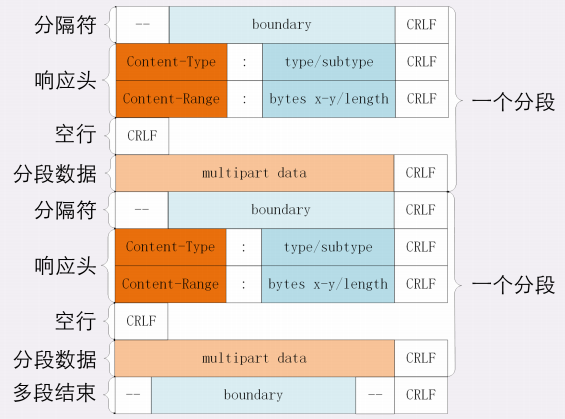 分隔符 -- boundary CRLF
响应头 Content-Type : type/subtype CRLF
Content-Range : bytes x-y/length CRLF
一个分段
空行 CRLF
分段数据 multipart data CRLF
分隔符 -- boundary CRLF
响应头 Content-Type : type/subtype CRLF
Content-Range : bytes x-y/length CRLF
一个分段
空行 CRLF
分段数据 multipart data CRLF
多段结束 -- boundary -- CRLF